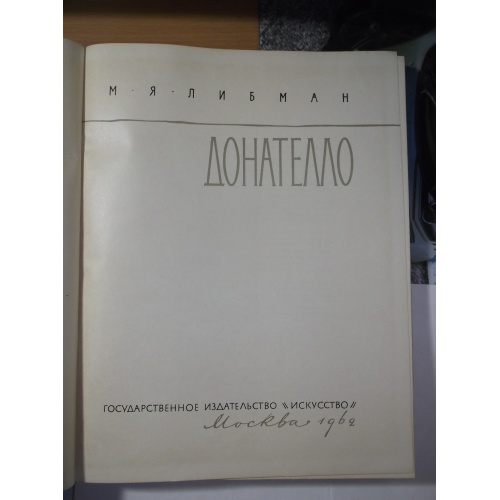 М · Я · ЛИБМАН
ДОНАТЕЛЛО
ГОСУДАРСТВЕННОЕ ИЗДАТЕЛЬСТВО «ИСКУССТВО»
Москва · 1962